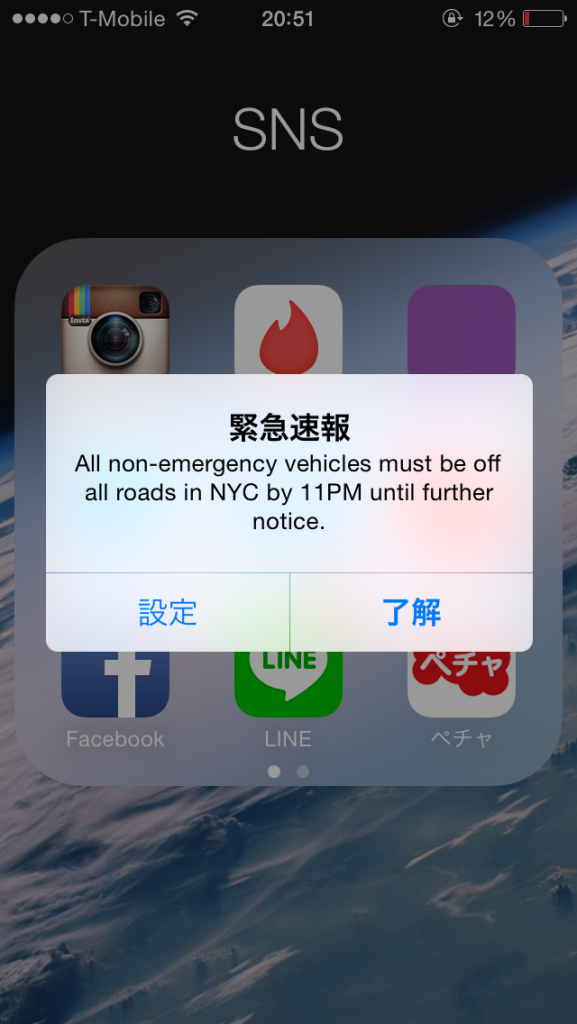 T-Mobile 20:51 12%
SNS
Insta
緊急速報
All non-emergency vehicles must be off
all roads in NYC by 11PM until further
notice.
設定 了解
LINE ペチャ
Facebook LINE ペチャ